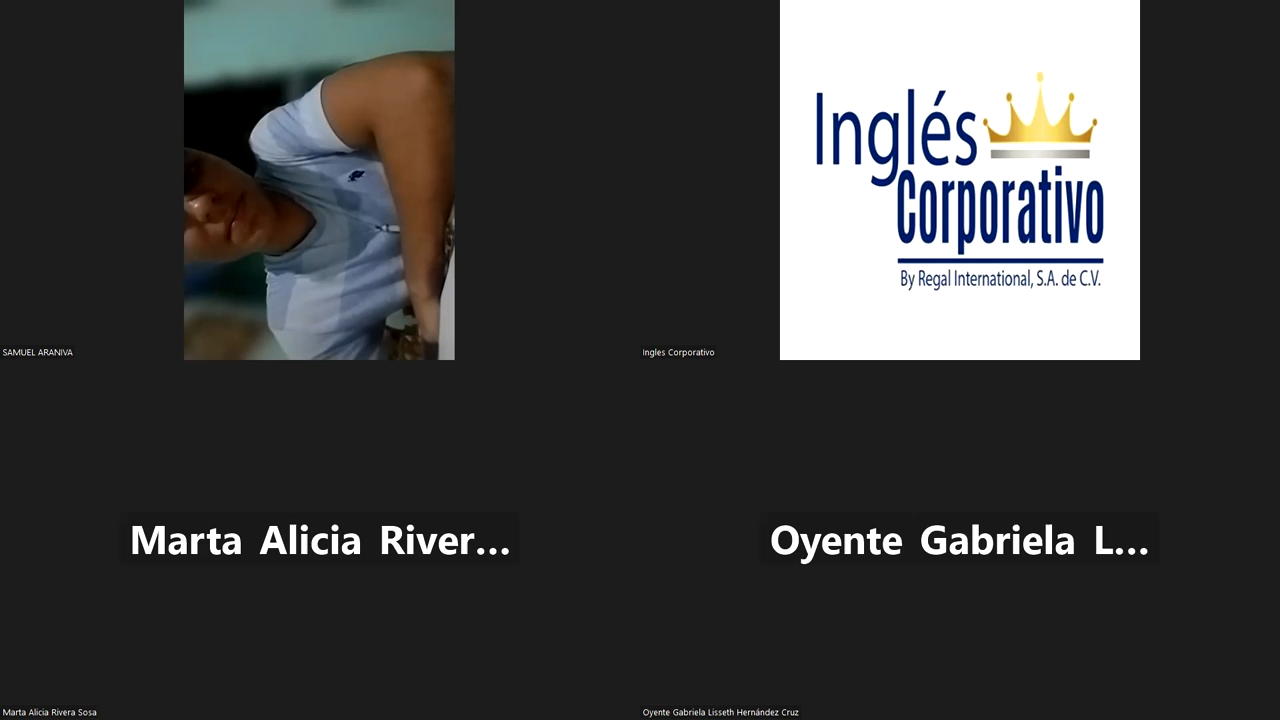 SAMUEL ARANIVA
Inglés
Corporativo
By Regal International, S.A. de C.V.
Ingles Corporativo
Marta Alicia River...
Oyente Gabriela L...
Marta Alicia Rivera Sosa
Oyente Gabriela Lisseth Hernández Cruz